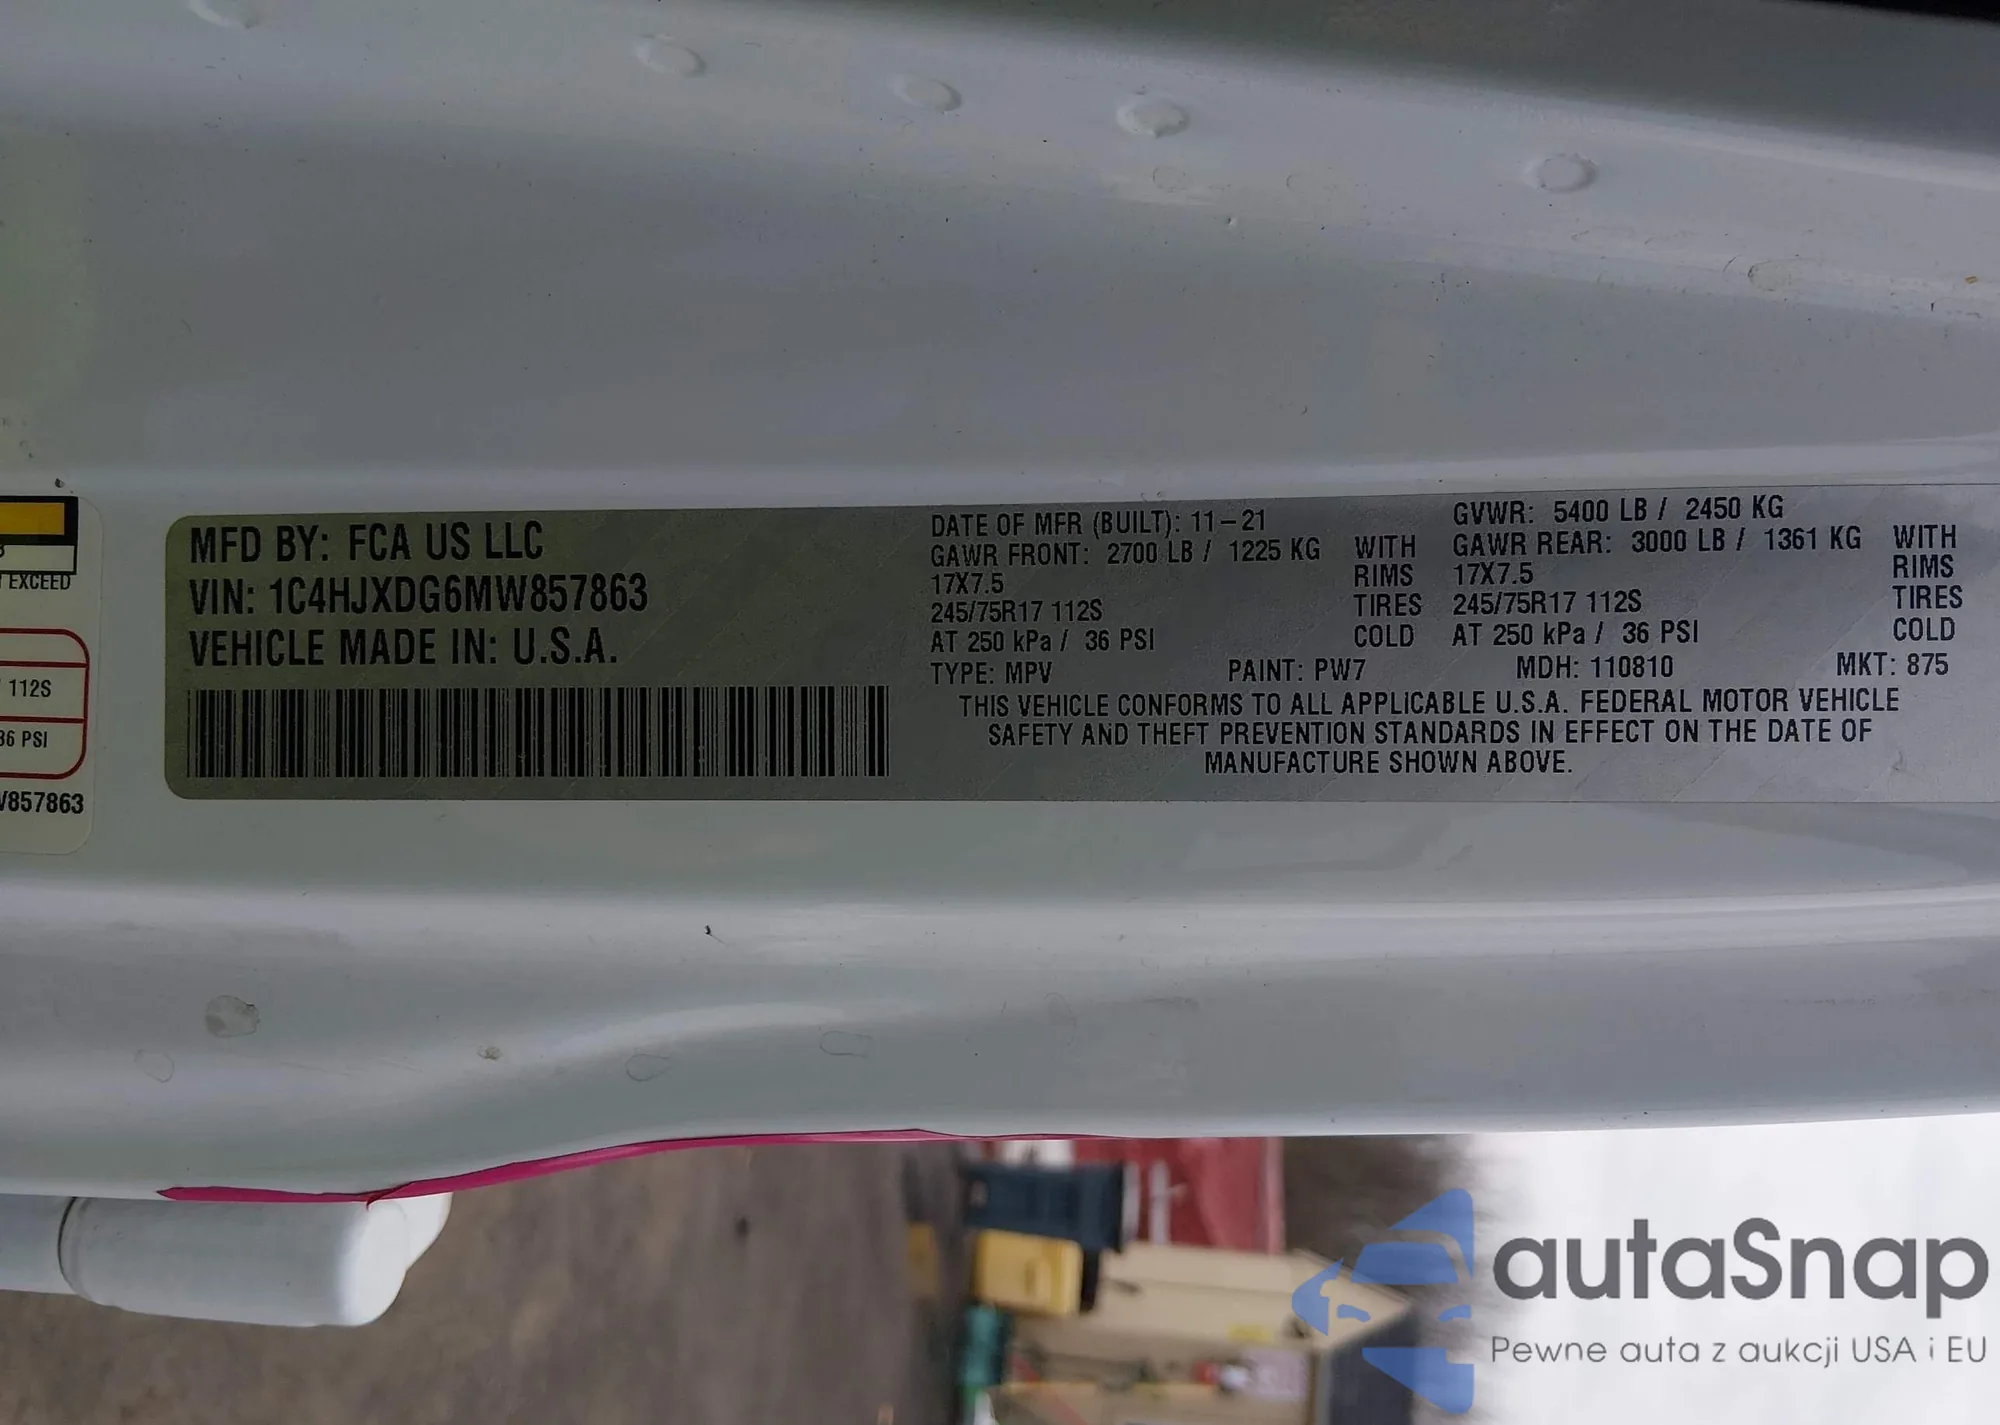 MFD BY: FCA US LLC
VIN: 1C4HJXDG6MW857863
VEHICLE MADE IN: U.S.A.
DATE OF MFR (BUILT): 11-21
GVWR: 5400 LB / 2450 KG
GAWR FRONT: 2700 LB / 1225 KG WITH
17X7.5 RIMS
245/75R17 112S TIRES
AT 250 kPa / 36 PSI COLD
GAWR REAR: 3000 LB / 1361 KG WITH
17X7.5 RIMS
245/75R17 112S TIRES
AT 250 kPa / 36 PSI COLD
TYPE: MPV PAINT: PW7 MDH: 110810 MKT: 875
THIS VEHICLE CONFORMS TO ALL APPLICABLE U.S.A. FEDERAL MOTOR VEHICLE
SAFETY AND THEFT PREVENTION STANDARDS IN EFFECT ON THE DATE OF
MANUFACTURE SHOWN ABOVE.
EXCEED
112S
36 PSI
857863
autaSnap
Pewne auta z aukcji USA i EU